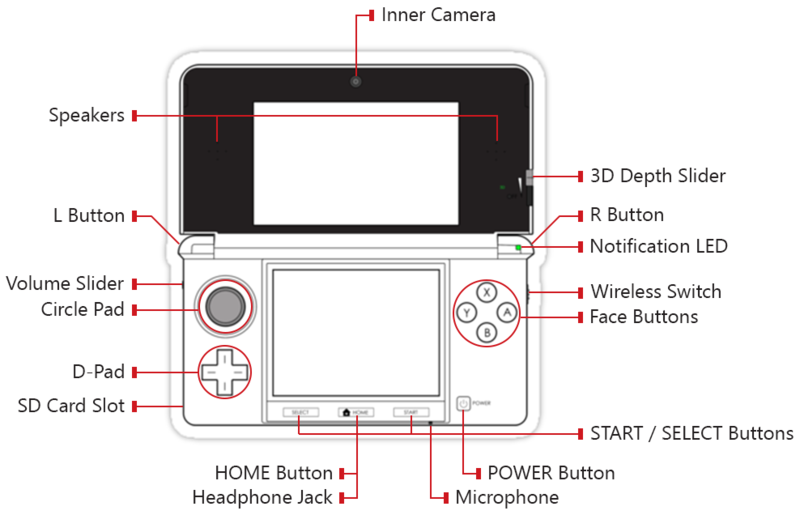 Inner Camera
Speakers
3D Depth Slider
L Button
R Button
Notification LED
Volume Slider
Wireless Switch
Circle Pad
Face Buttons
X
Y
A
B
D-Pad
SD Card Slot
SELECT
HOME
START
POWER
START / SELECT Buttons
HOME Button
POWER Button
Headphone Jack
Microphone